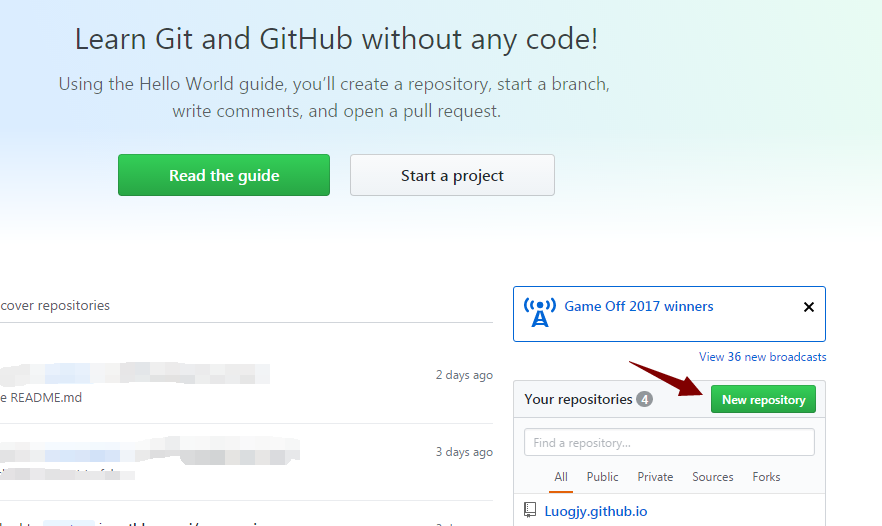 Learn Git and GitHub without any code!
Using the Hello World guide, you’ll create a repository, start a branch,
write comments, and open a pull request.
Read the guide
Start a project
cover repositories
Game Off 2017 winners
View 36 new broadcasts
2 days ago
e README.md
Your repositories 4
New repository
Find a repository...
3 days ago
All Public Private Sources Forks
Luogjy.github.io